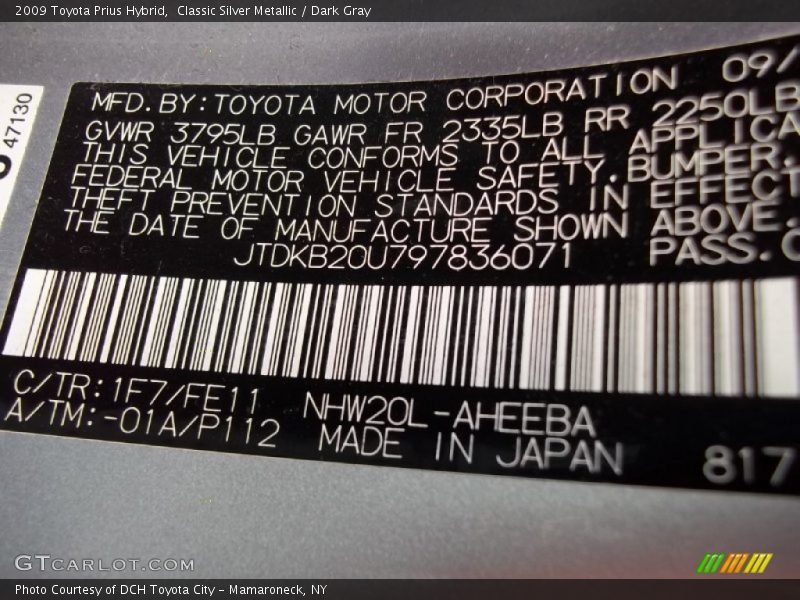 2009 Toyota Prius Hybrid, Classic Silver Metallic / Dark Gray
47130
MFD. BY: TOYOTA MOTOR CORPORATION 09/
GVWR 3795LB GAWR FR 2335LB RR 2250LB
THIS VEHICLE CONFORMS TO ALL APPLICA
FEDERAL MOTOR VEHICLE SAFETY, BUMPER,
THEFT PREVENTION STANDARDS IN EFFECT
THE DATE OF MANUFACTURE SHOWN ABOVE.
JTDKB20U797836071 PASS.C
C/TR: 1F7/FE11 NHW20L-AHEEBA
A/TM: -01A/P112 MADE IN JAPAN 817
GTCARLOT.COM
Photo Courtesy of DCH Toyota City – Mamaroneck, NY